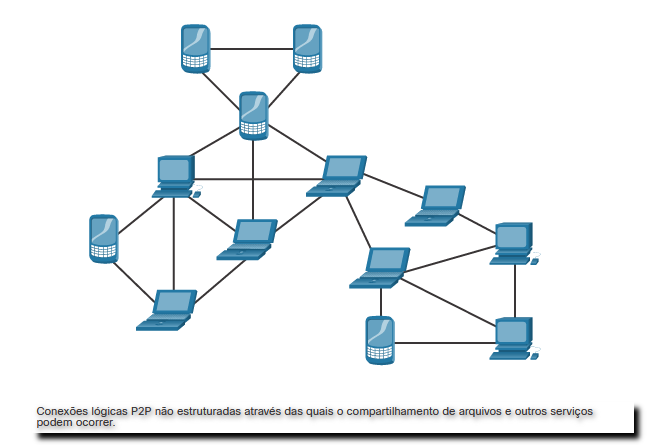 Conexões lógicas P2P não estruturadas através das quais o compartilhamento de arquivos e outros serviços
podem ocorrer.